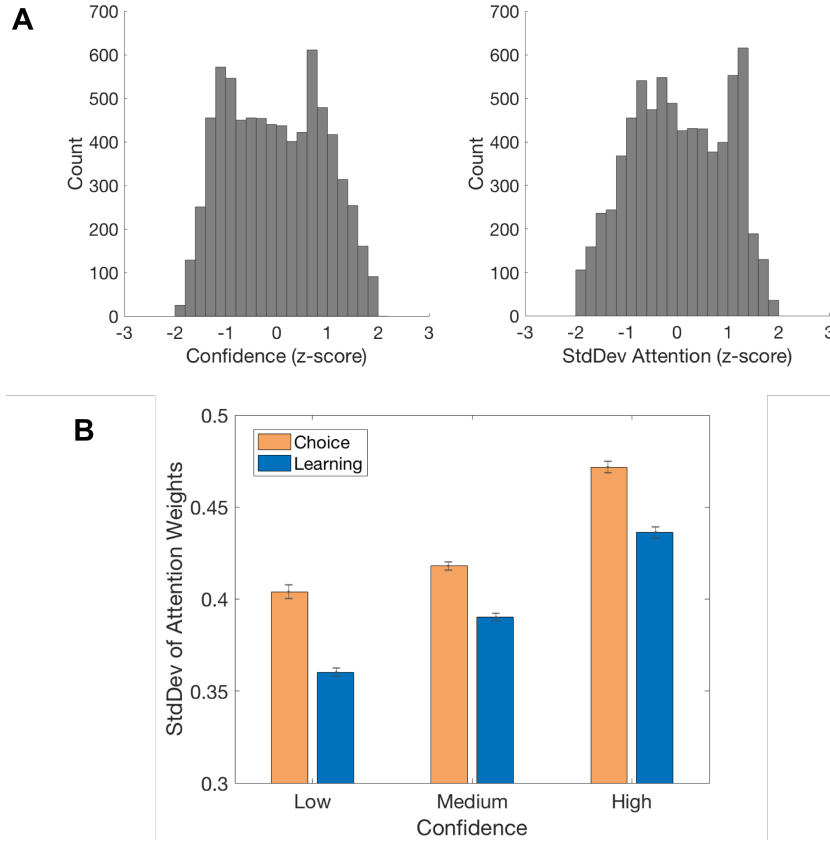 A
700
600
500
400
300
200
100
0
Count
-3
-2
-1
0
1
2
3
Confidence (z-score)
700
600
500
400
300
200
100
0
Count
-3
-2
-1
0
1
2
3
StdDev Attention (z-score)
B
0.5
0.45
0.4
0.35
0.3
StdDev of Attention Weights
Choice
Learning
Low
Medium
High
Confidence